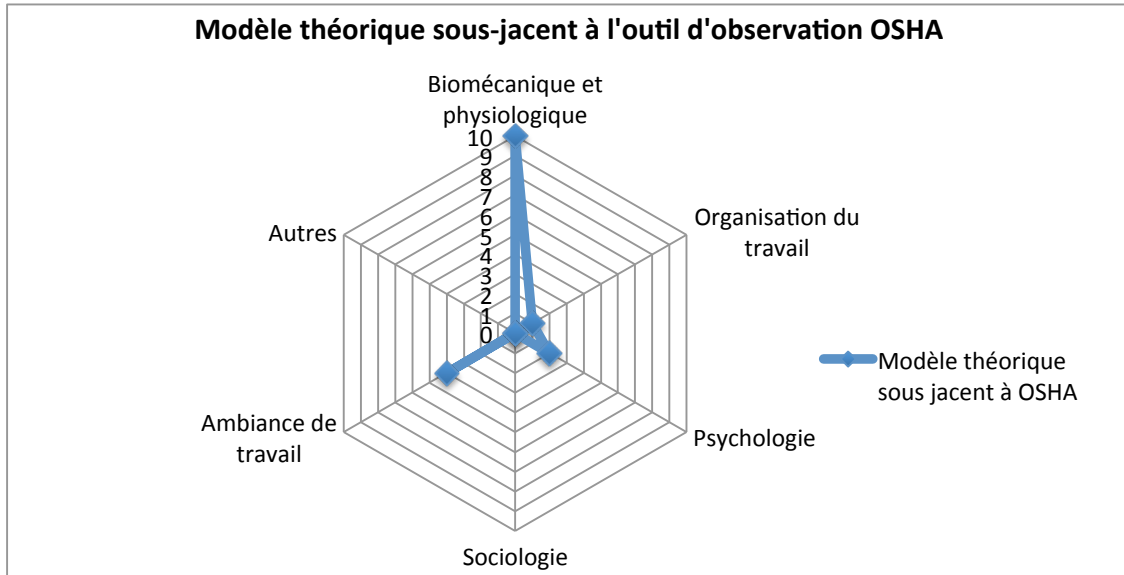 Modèle théorique sous-jacent à l'outil d'observation OSHA
Biomécanique et
physiologique
10
9
8
7
6
5
4
3
2
1
0
Organisation du
travail
Psychologie
Sociologie
Ambiance de
travail
Autres
Modèle théorique
sous jacent à OSHA